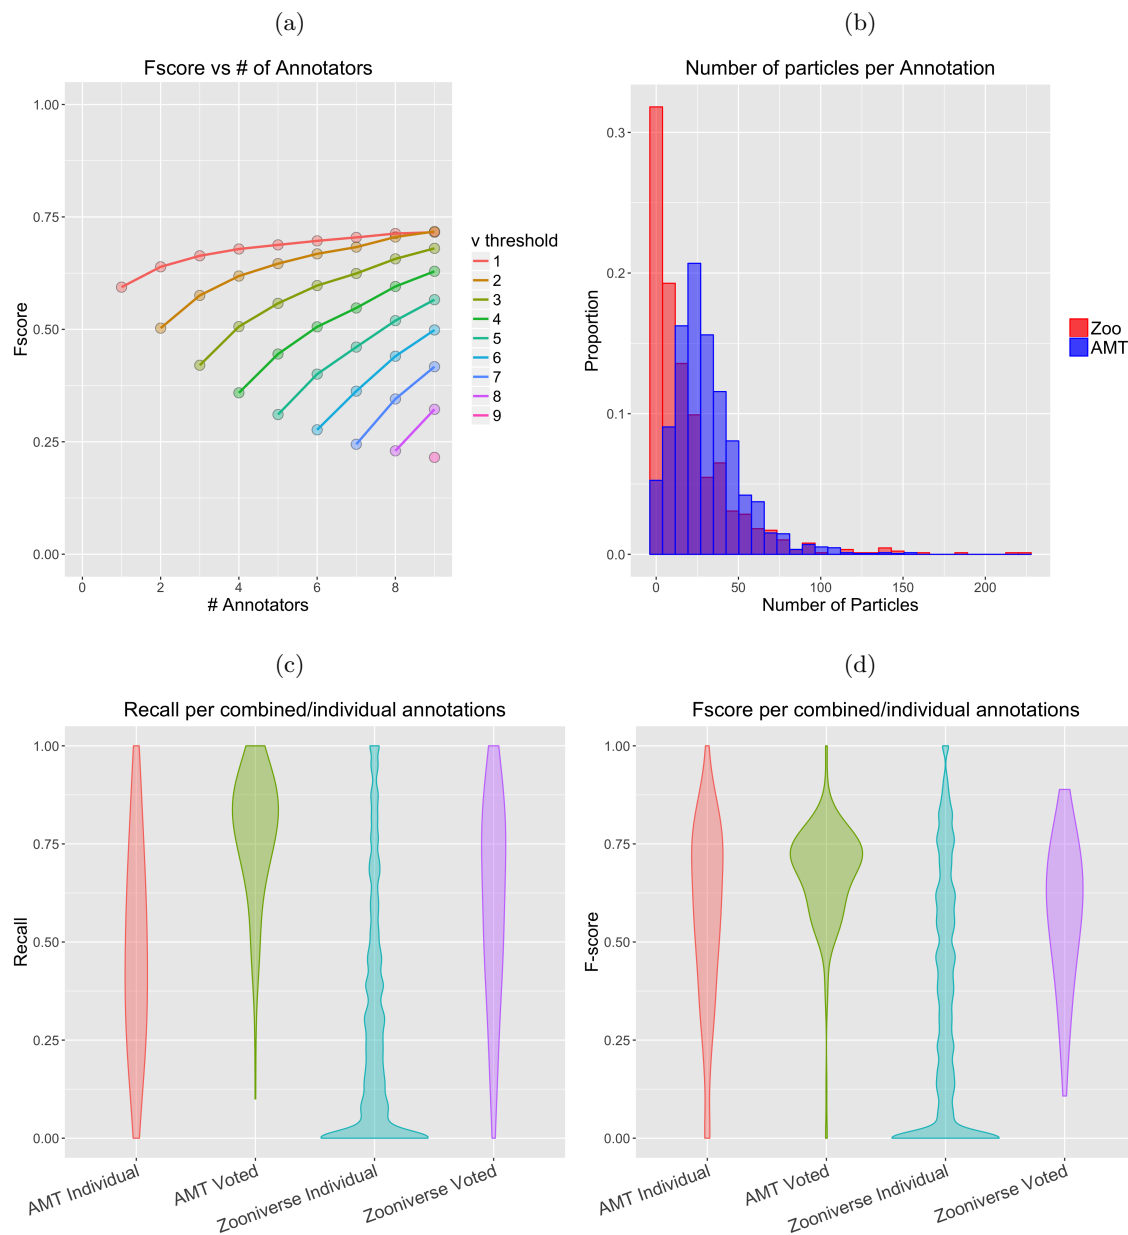 (a)
Fscore vs # of Annotators
Fscore
1.00
0.75
0.50
0.25
0.00
0 2 4 6 8
# Annotators
v threshold
1
2
3
4
5
6
7
8
9
(b)
Number of particles per Annotation
Proportion
0.3
0.2
0.1
0.0
0 50 100 150 200
Number of Particles
Zoo
AMT
(c)
Recall per combined/individual annotations
Recall
1.00
0.75
0.50
0.25
0.00
AMT Individual
AMT Voted
Zooniverse Individual
Zooniverse Voted
(d)
Fscore per combined/individual annotations
F-score
1.00
0.75
0.50
0.25
0.00
AMT Individual
AMT Voted
Zooniverse Individual
Zooniverse Voted